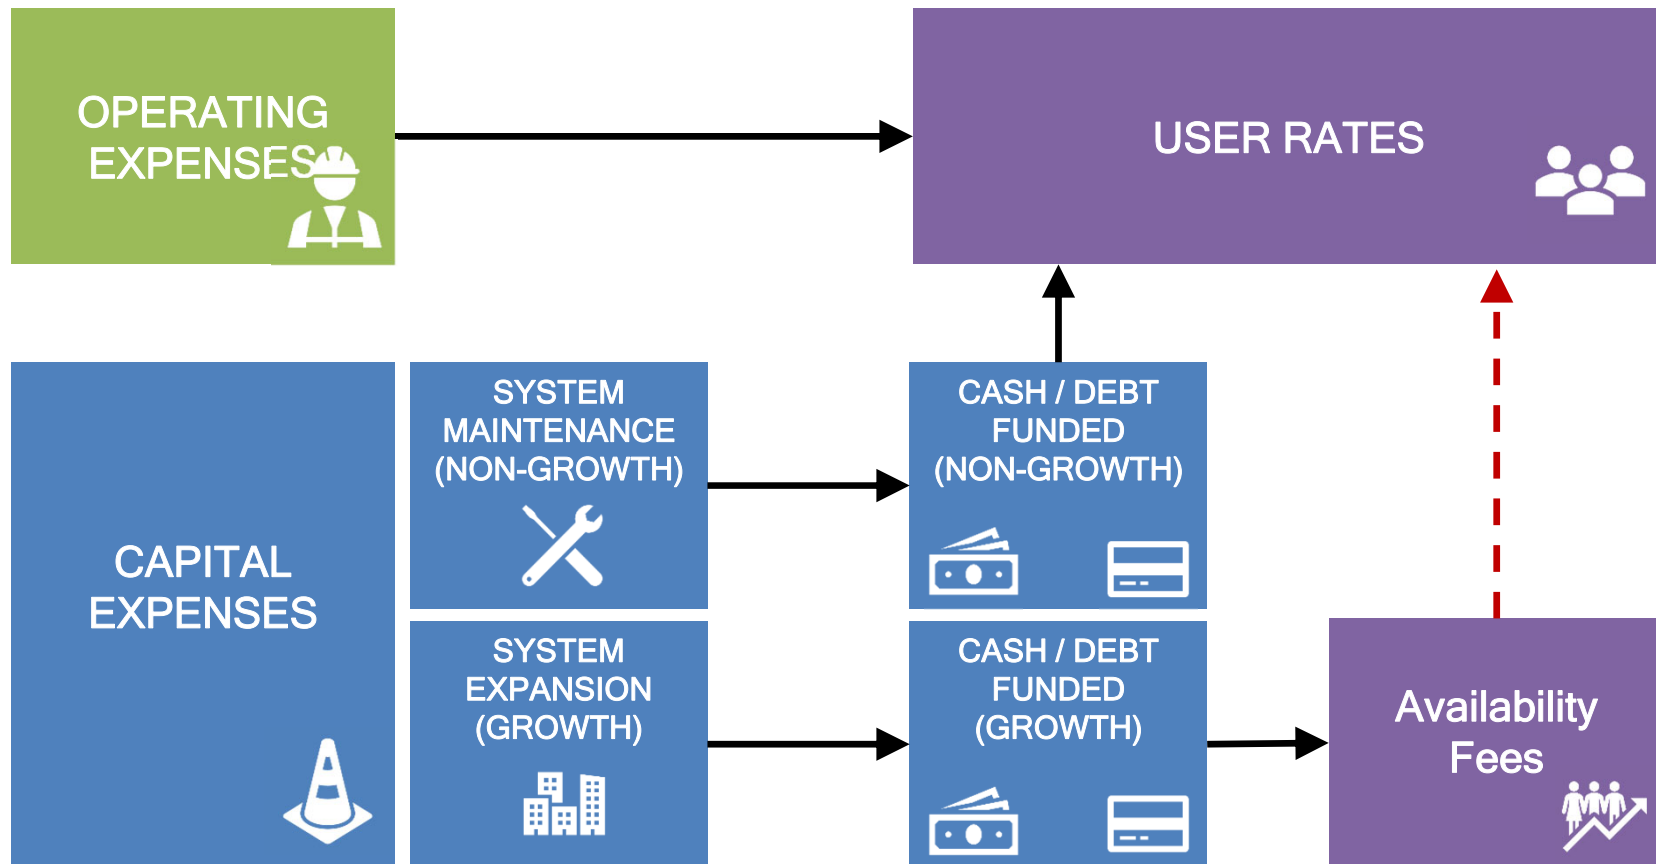 OPERATING
EXPENSES
USER RATES
CAPITAL
EXPENSES
SYSTEM
MAINTENANCE
(NON-GROWTH)
CASH / DEBT
FUNDED
(NON-GROWTH)
SYSTEM
EXPANSION
(GROWTH)
CASH / DEBT
FUNDED
(GROWTH)
Availability
Fees